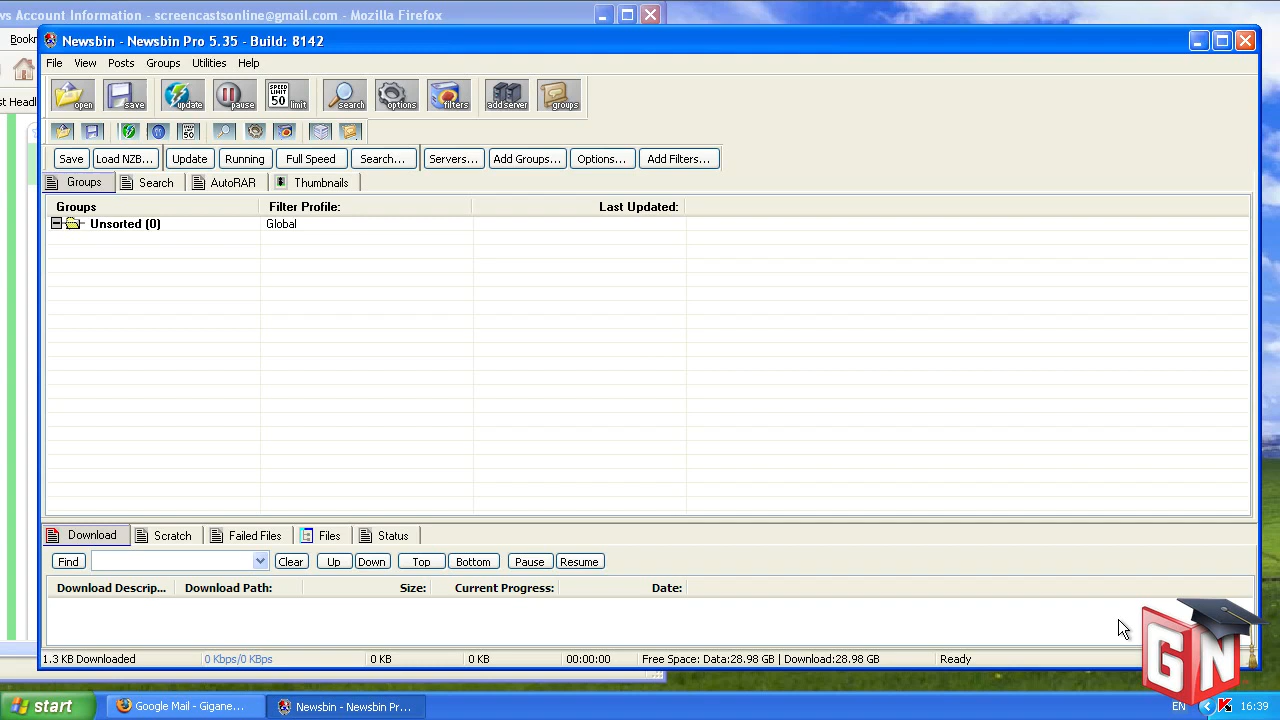 ws Account Information - screencastsonline@gmail.com - Mozilla Firefox
Bookr
st Headl
Newsbin - Newsbin Pro 5.35 - Build: 8142
File View Posts Groups Utilities Help
open save update pause SPEED LIMIT 50 limit search options filters add server groups
Save Load NZB... Update Running Full Speed Search... Servers... Add Groups... Options... Add Filters...
Groups Search AutoRAR Thumbnails
Groups Filter Profile: Last Updated:
Unsorted (0) Global
Download Scratch Failed Files Files Status
Find Clear Up Down Top Bottom Pause Resume
Download Descrip... Download Path: Size: Current Progress: Date:
1.3 KB Downloaded 0 Kbps/0 KBps 0 KB 0 KB 00:00:00 Free Space: Data:28.98 GB | Download:28.98 GB Ready
GN
start Google Mail - Gigane... Newsbin - Newsbin Pr... EN 16:39